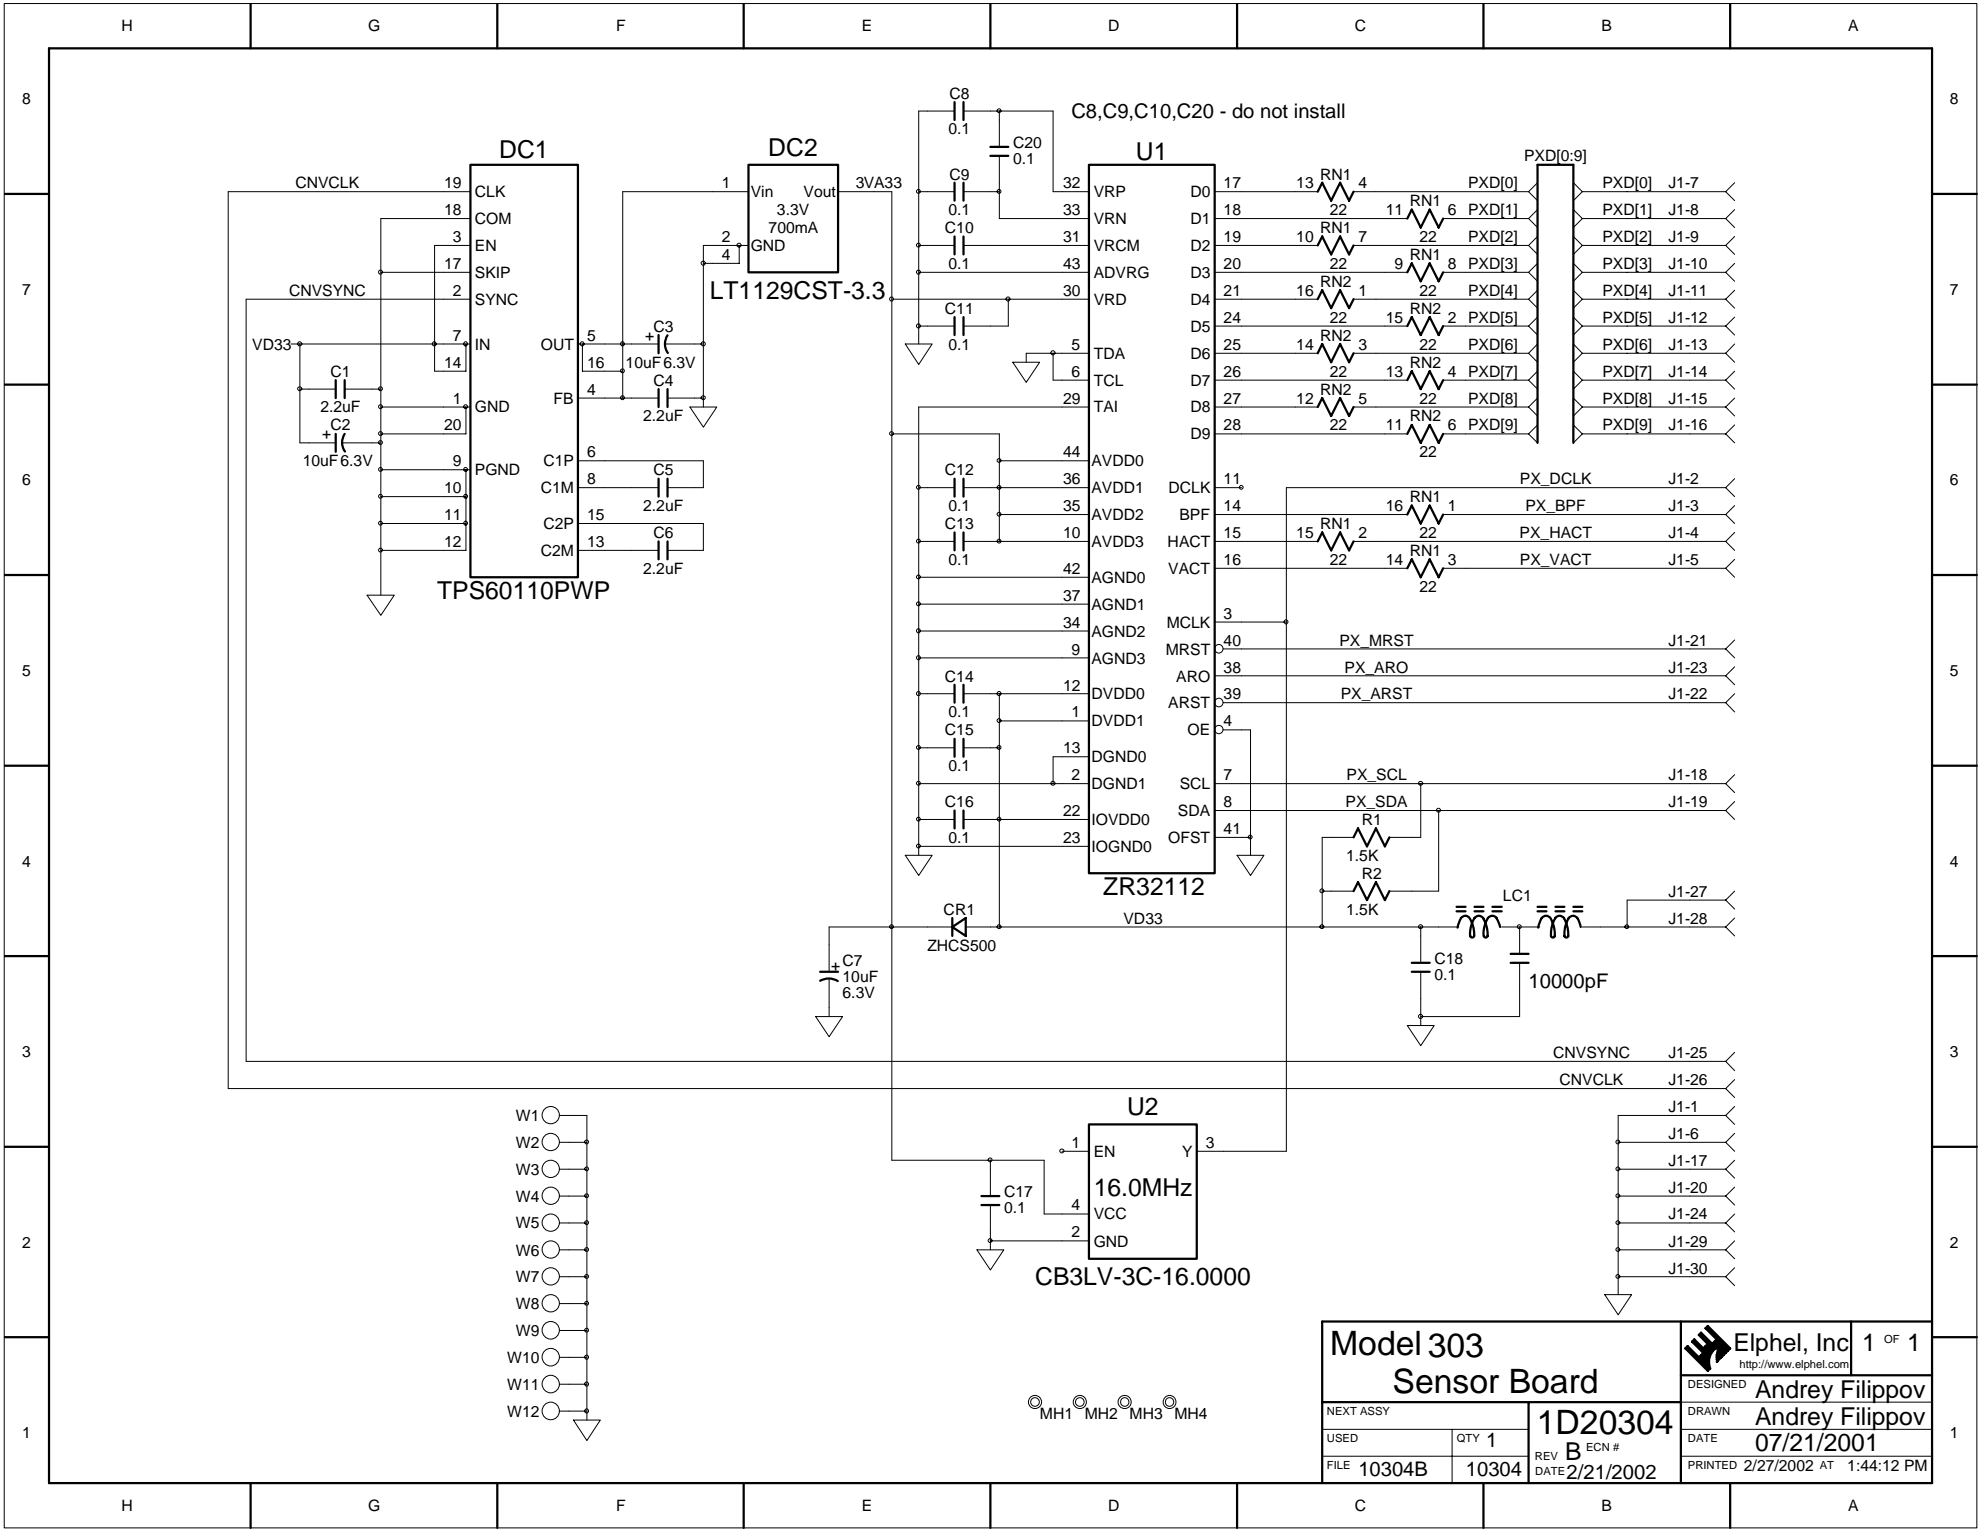 H G F E D C B A
8 8
7 7
6 6
5 5
4 4
3 3
2 2
1 1
H G F E D C B A
C8,C9,C10,C20 - do not install
DC1
CNVCLK 19 CLK
18 COM
3 EN
17 SKIP
CNVSYNC 2 SYNC
VD33 7 IN
14
1 GND
20
9 PGND
10
11
12
OUT 5
16
FB 4
C1P 6
C1M 8
C2P 15
C2M 13
TPS60110PWP
C1
2.2uF
+ C2
10uF 6.3V
+ C3
10uF 6.3V
C4
2.2uF
C5
2.2uF
C6
2.2uF
DC2
1 Vin Vout 3VA33
3.3V
700mA
2 GND
4
LT1129CST-3.3
C8
0.1
C20
0.1
C9
0.1
C10
0.1
C11
0.1
C12
0.1
C13
0.1
C14
0.1
C15
0.1
C16
0.1
U1
32 VRP
33 VRN
31 VRCM
43 ADVRG
30 VRD
5 TDA
6 TCL
29 TAI
44 AVDD0
36 AVDD1
35 AVDD2
10 AVDD3
42 AGND0
37 AGND1
34 AGND2
9 AGND3
12 DVDD0
1 DVDD1
13 DGND0
2 DGND1
22 IOVDD0
23 IOGND0
ZR32112
PXD[0:9]
D0 17 13 RN1 4 22 PXD[0] PXD[0] J1-7
D1 18 11 RN1 6 22 PXD[1] PXD[1] J1-8
D2 19 10 RN1 7 22 PXD[2] PXD[2] J1-9
D3 20 9 RN1 8 22 PXD[3] PXD[3] J1-10
D4 21 16 RN2 1 22 PXD[4] PXD[4] J1-11
D5 24 15 RN2 2 22 PXD[5] PXD[5] J1-12
D6 25 14 RN2 3 22 PXD[6] PXD[6] J1-13
D7 26 13 RN2 4 22 PXD[7] PXD[7] J1-14
D8 27 12 RN2 5 22 PXD[8] PXD[8] J1-15
D9 28 11 RN2 6 22 PXD[9] PXD[9] J1-16
DCLK 11 PX_DCLK J1-2
BPF 14 16 RN1 1 22 PX_BPF J1-3
HACT 15 15 RN1 2 22 PX_HACT J1-4
VACT 16 14 RN1 3 22 PX_VACT J1-5
MCLK 3
MRST 40 PX_MRST J1-21
ARO 38 PX_ARO J1-23
ARST 39 PX_ARST J1-22
OE 4
SCL 7 PX_SCL J1-18
SDA 8 PX_SDA J1-19
OFST 41
R1
1.5K
R2
1.5K
LC1
J1-27
J1-28
CR1
ZHCS500
VD33
+ C7
10uF
6.3V
C18
0.1
10000pF
CNVSYNC J1-25
CNVCLK J1-26
J1-1
J1-6
J1-17
J1-20
J1-24
J1-29
J1-30
U2
1 EN Y 3
16.0MHz
4 VCC
2 GND
CB3LV-3C-16.0000
C17
0.1
W1
W2
W3
W4
W5
W6
W7
W8
W9
W10
W11
W12
MH1 MH2 MH3 MH4
Model 303
Sensor Board
Elphel, Inc
http://www.elphel.com
1 OF 1
DESIGNED Andrey Filippov
DRAWN Andrey Filippov
DATE 07/21/2001
PRINTED 2/27/2002 AT 1:44:12 PM
NEXT ASSY
USED QTY 1
FILE 10304B 10304
1D20304
REV B ECN #
DATE 2/21/2002